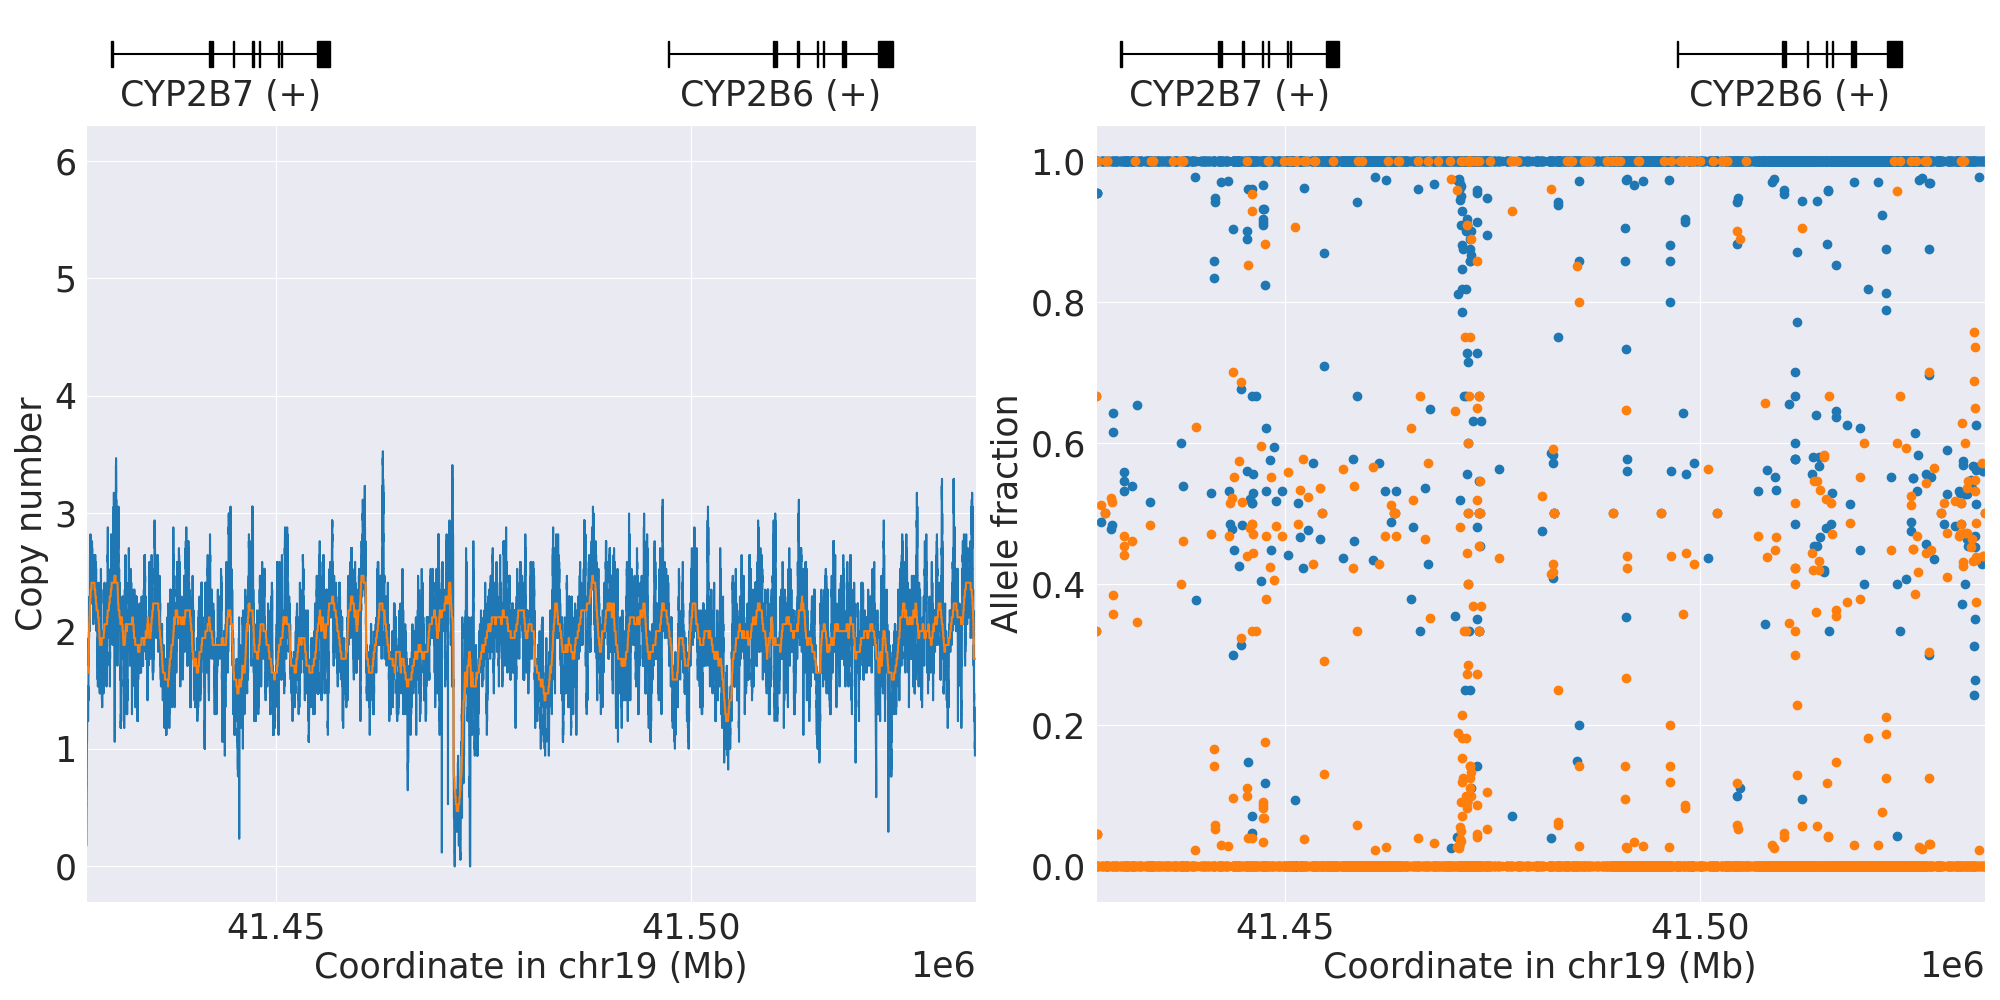 CYP2B7 (+)
CYP2B6 (+)
Copy number
6
5
4
3
2
1
0
41.45
41.50
Coordinate in chr19 (Mb)
1e6
CYP2B7 (+)
CYP2B6 (+)
Allele fraction
1.0
0.8
0.6
0.4
0.2
0.0
41.45
41.50
Coordinate in chr19 (Mb)
1e6